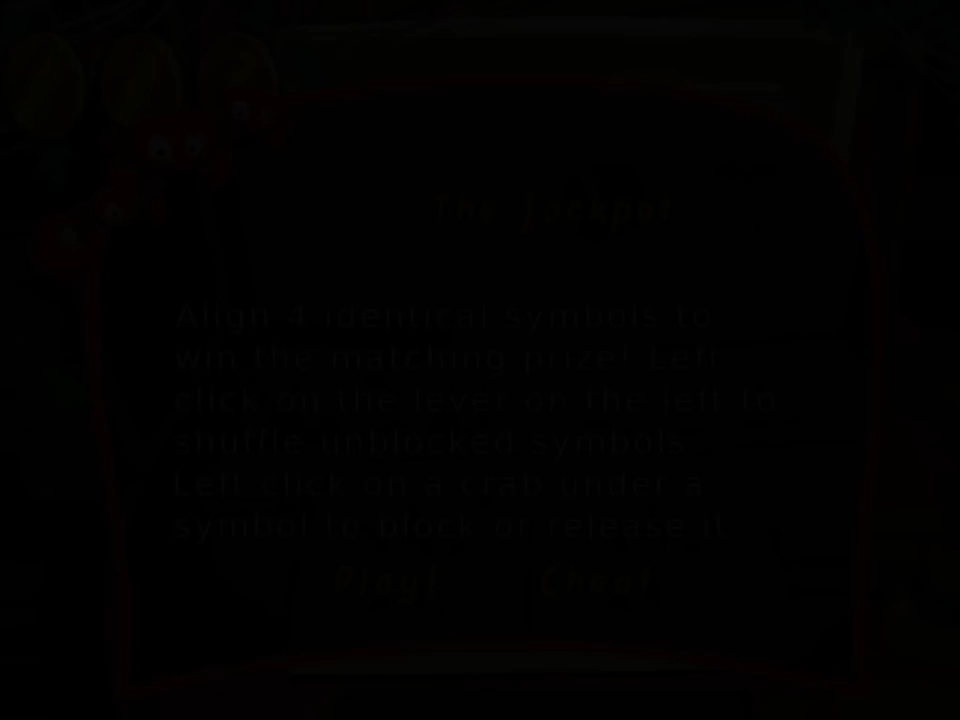 The Jackpot
Align 4 identical symbols to
win the matching prize! Left
click on the lever on the left to
shuffle unblocked symbols.
Left click on a crab under a
symbol to block or release it
Play! Cheat